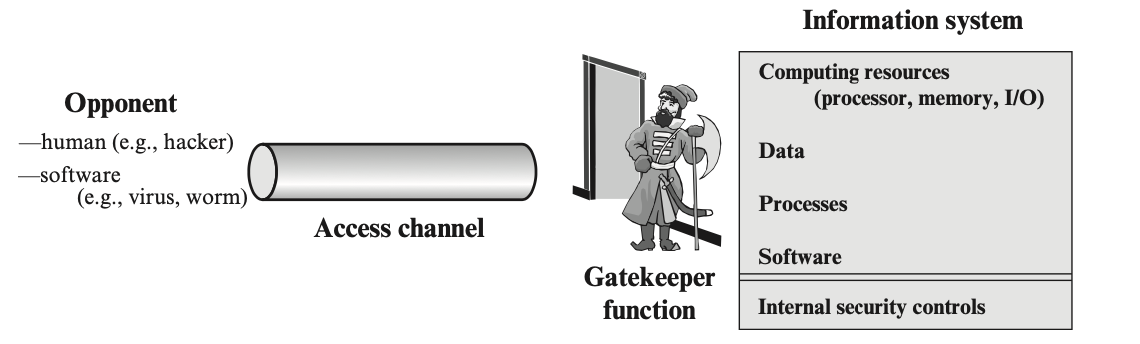 Opponent
—human (e.g., hacker)
—software
(e.g., virus, worm)
Access channel
Gatekeeper
function
Information system
Computing resources
(processor, memory, I/O)
Data
Processes
Software
Internal security controls